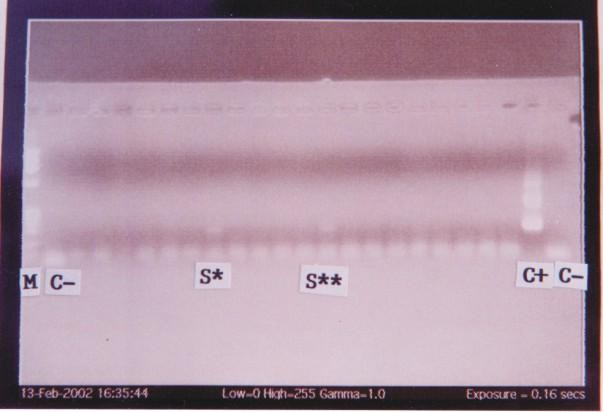 M C- S* S** C+ C-
13-Feb-2002 16:35:44 Low=0 High=255 Gamma=1.0 Exposure = 0.16 secs